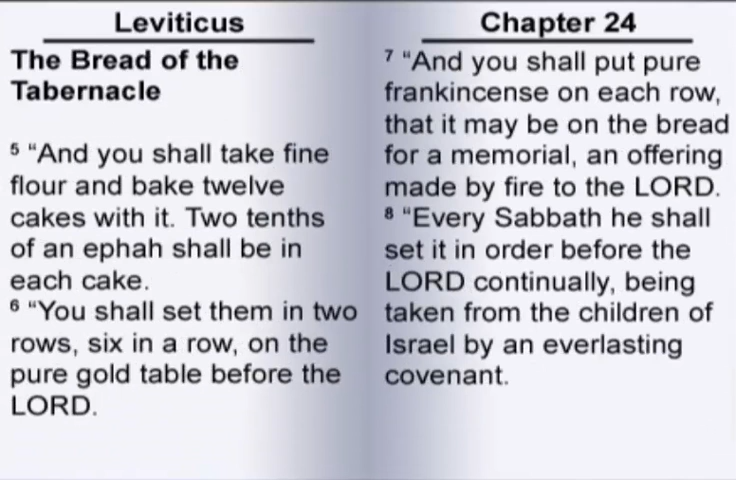 Leviticus
The Bread of the
Tabernacle
⁵ "And you shall take fine
flour and bake twelve
cakes with it. Two tenths
of an ephah shall be in
each cake.
⁶ "You shall set them in two
rows, six in a row, on the
pure gold table before the
LORD.
Chapter 24
⁷ "And you shall put pure
frankincense on each row,
that it may be on the bread
for a memorial, an offering
made by fire to the LORD.
⁸ "Every Sabbath he shall
set it in order before the
LORD continually, being
taken from the children of
Israel by an everlasting
covenant.